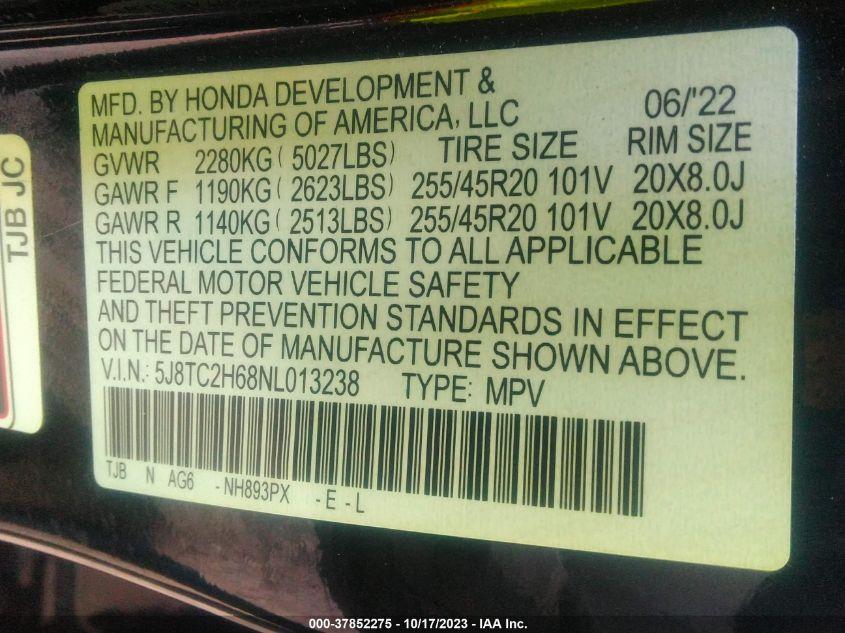 MFD. BY HONDA DEVELOPMENT &
MANUFACTURING OF AMERICA, LLC 06/'22
GVWR 2280KG ( 5027LBS) TIRE SIZE RIM SIZE
GAWR F 1190KG ( 2623LBS) 255/45R20 101V 20X8.0J
GAWR R 1140KG ( 2513LBS) 255/45R20 101V 20X8.0J
THIS VEHICLE CONFORMS TO ALL APPLICABLE
FEDERAL MOTOR VEHICLE SAFETY
AND THEFT PREVENTION STANDARDS IN EFFECT
ON THE DATE OF MANUFACTURE SHOWN ABOVE.
V.I.N.: 5J8TC2H68NL013238 TYPE: MPV
TJB N AG6 -NH893PX -E-L
TJB JC
000-37852275 - 10/17/2023 - IAA Inc.